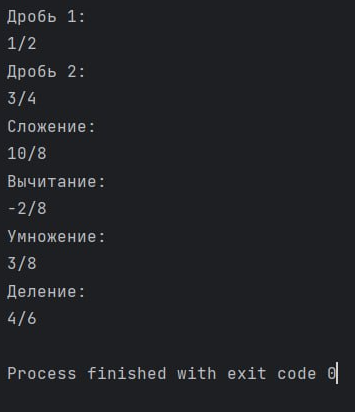 Дробь 1:
1/2
Дробь 2:
3/4
Сложение:
10/8
Вычитание:
-2/8
Умножение:
3/8
Деление:
4/6
Process finished with exit code 0